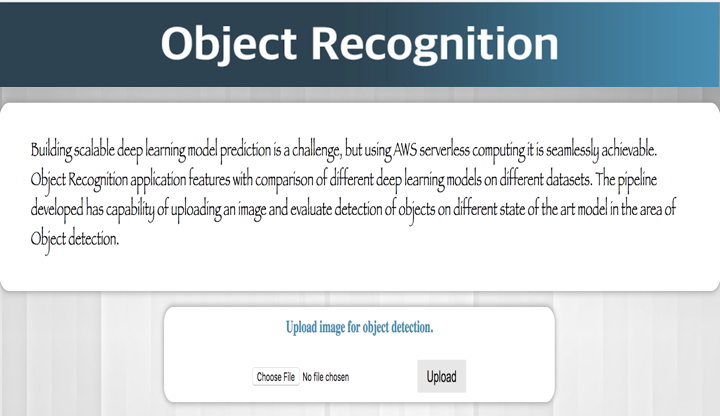 Object Recognition
Building scalable deep learning model prediction is a challenge, but using AWS serverless computing it is seamlessly achievable.
Object Recognition application features with comparison of different deep learning models on different datasets. The pipeline
developed has capability of uploading an image and evaluate detection of objects on different state of the art model in the area of
Object detection.
Upload image for object detection.
Choose File No file chosen Upload